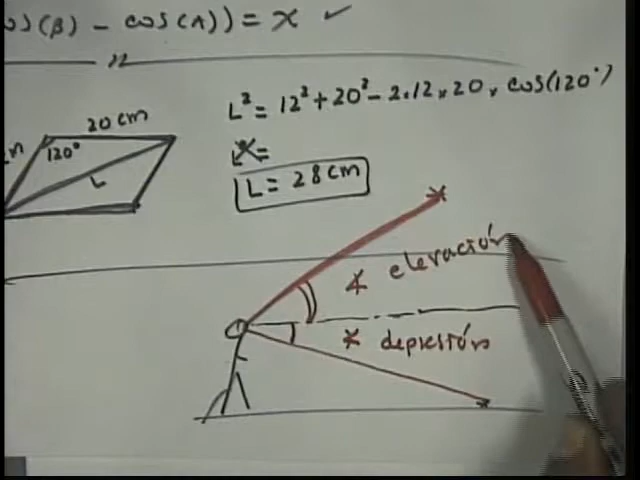 os(β) - cos(A)) = x ✓
20 cm
120°
L
L² = 12² + 20² - 2.12 x 20 x cos(120°)
L = 28 cm
∡ elevación
∡ depresión